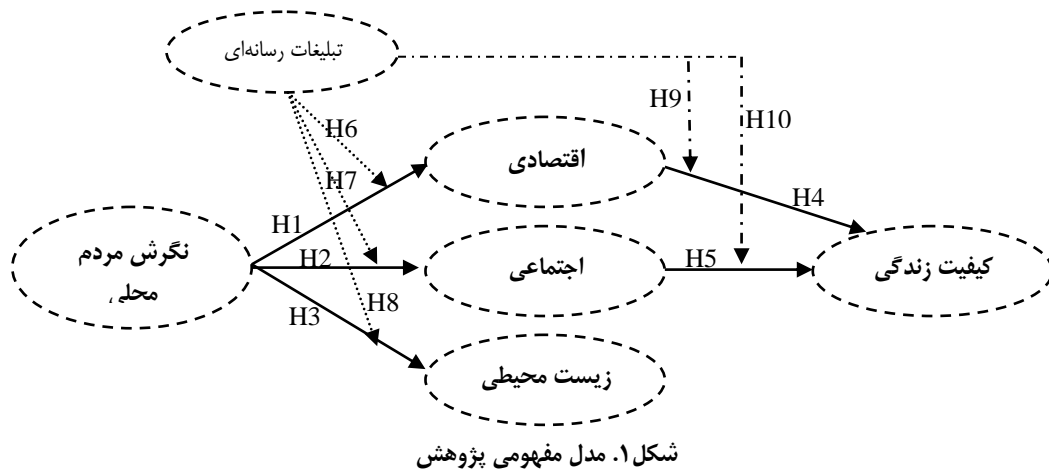 تبلیغات رسانه‌ای
H9
H10
H6
اقتصادی
H7
H4
H1
نگرش مردم
محلی
H2
اجتماعی
H5
کیفیت زندگی
H8
H3
زیست محیطی
شکل۱. مدل مفهومی پژوهش